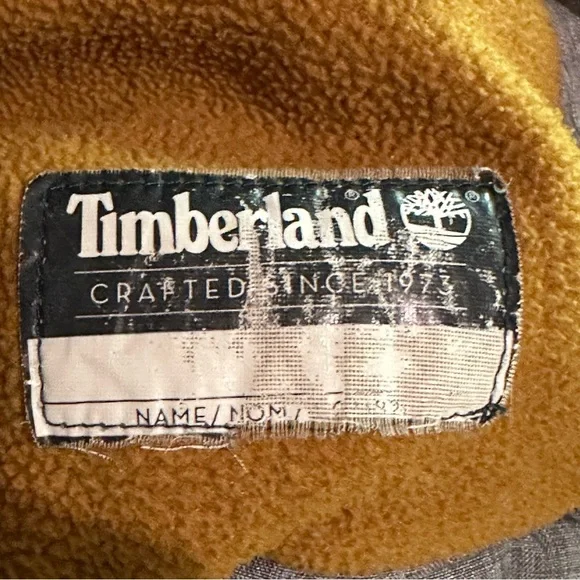 Timberland® ®
CRAFTED SINCE 1973
NAME/NOM/